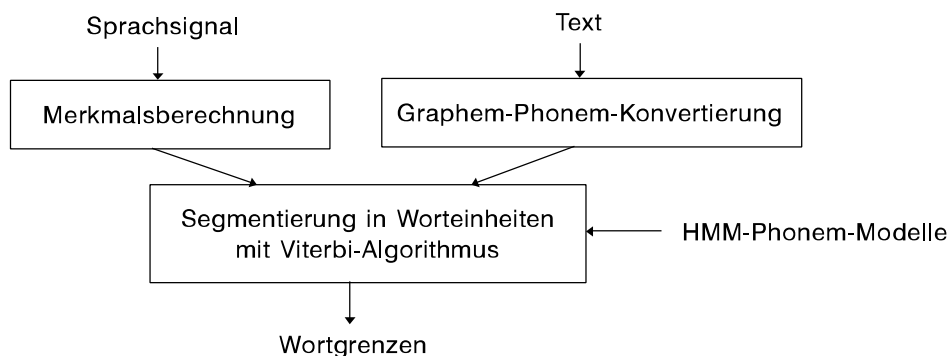 Sprachsignal
Text
Merkmalsberechnung
Graphem-Phonem-Konvertierung
Segmentierung in Worteinheiten
mit Viterbi-Algorithmus
HMM-Phonem-Modelle
Wortgrenzen